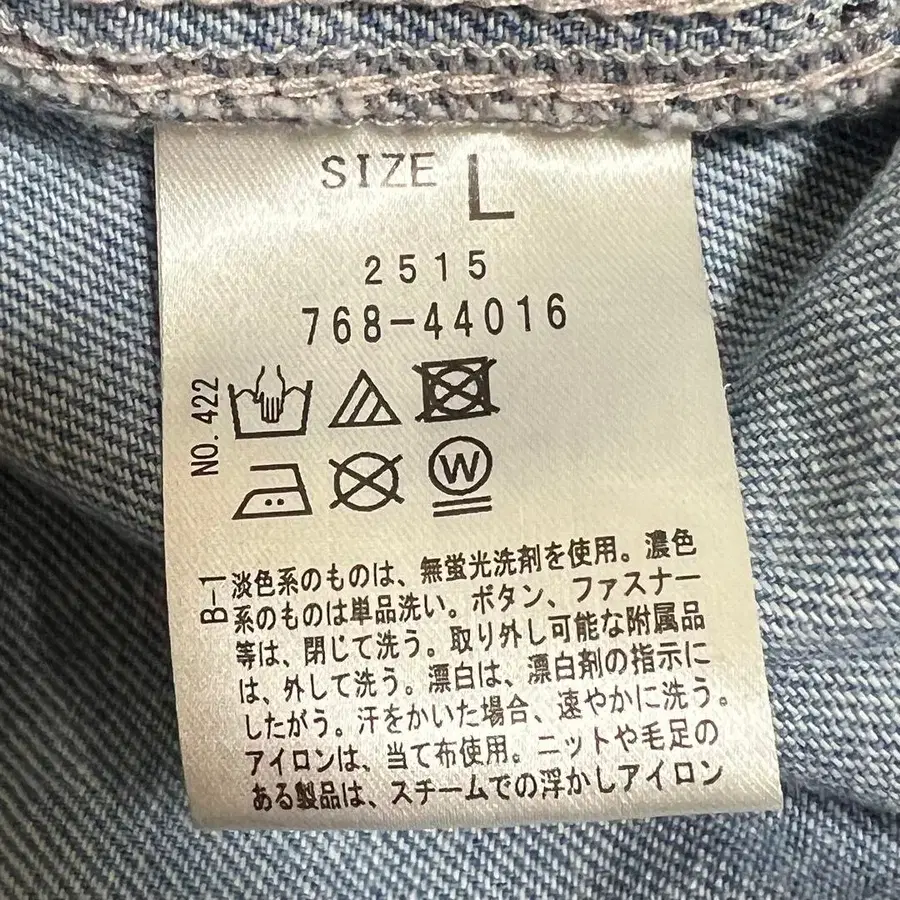 SIZE L
2515
768-44016
NO. 422
W
B-1
淡色系のものは、無蛍光洗剤を使用。濃色
系のものは単品洗い。ボタン、ファスナー
等は、閉じて洗う。取り外し可能な附属品
は、外して洗う。漂白は、漂白剤の指示に
したがう。汗をかいた場合、速やかに洗う。
アイロンは、当て布使用。ニットや毛足の
ある製品は、スチームでの浮かしアイロン